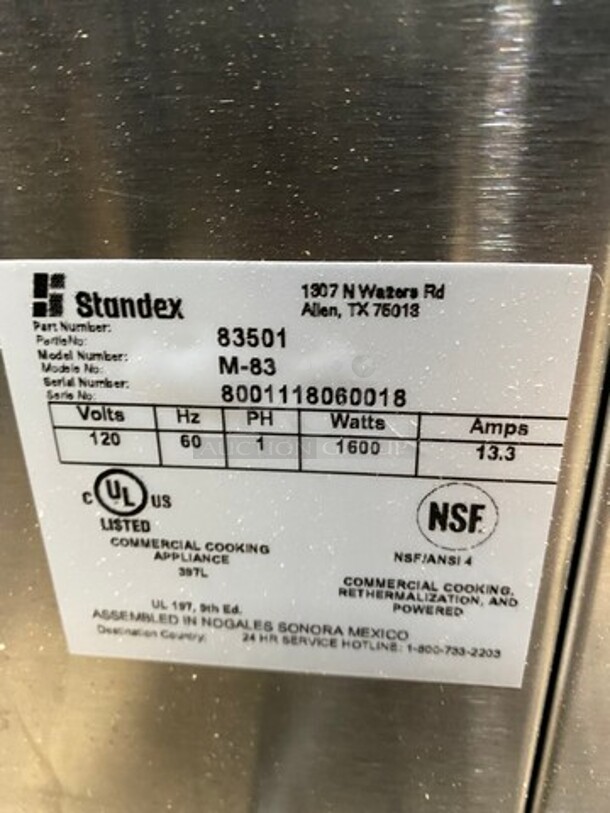 Standex
1307 N Watters Rd
Allen, TX 75013
Part Number:
Partie No: 83501
Model Number:
Modele No: M-83
Serial Number:
Serie No: 8001118060018
Volts Hz PH Watts Amps
120 60 1 1600 13.3
AUCTION GROUP
C UL US
LISTED
COMMERCIAL COOKING
APPLIANCE
397L
UL 197, 9th Ed.
NSF
NSF/ANSI 4
COMMERCIAL COOKING,
RETHERMALIZATION, AND
POWERED
ASSEMBLED IN NOGALES SONORA MEXICO
Destination Country: 24 HR SERVICE HOTLINE: 1-800-733-2203